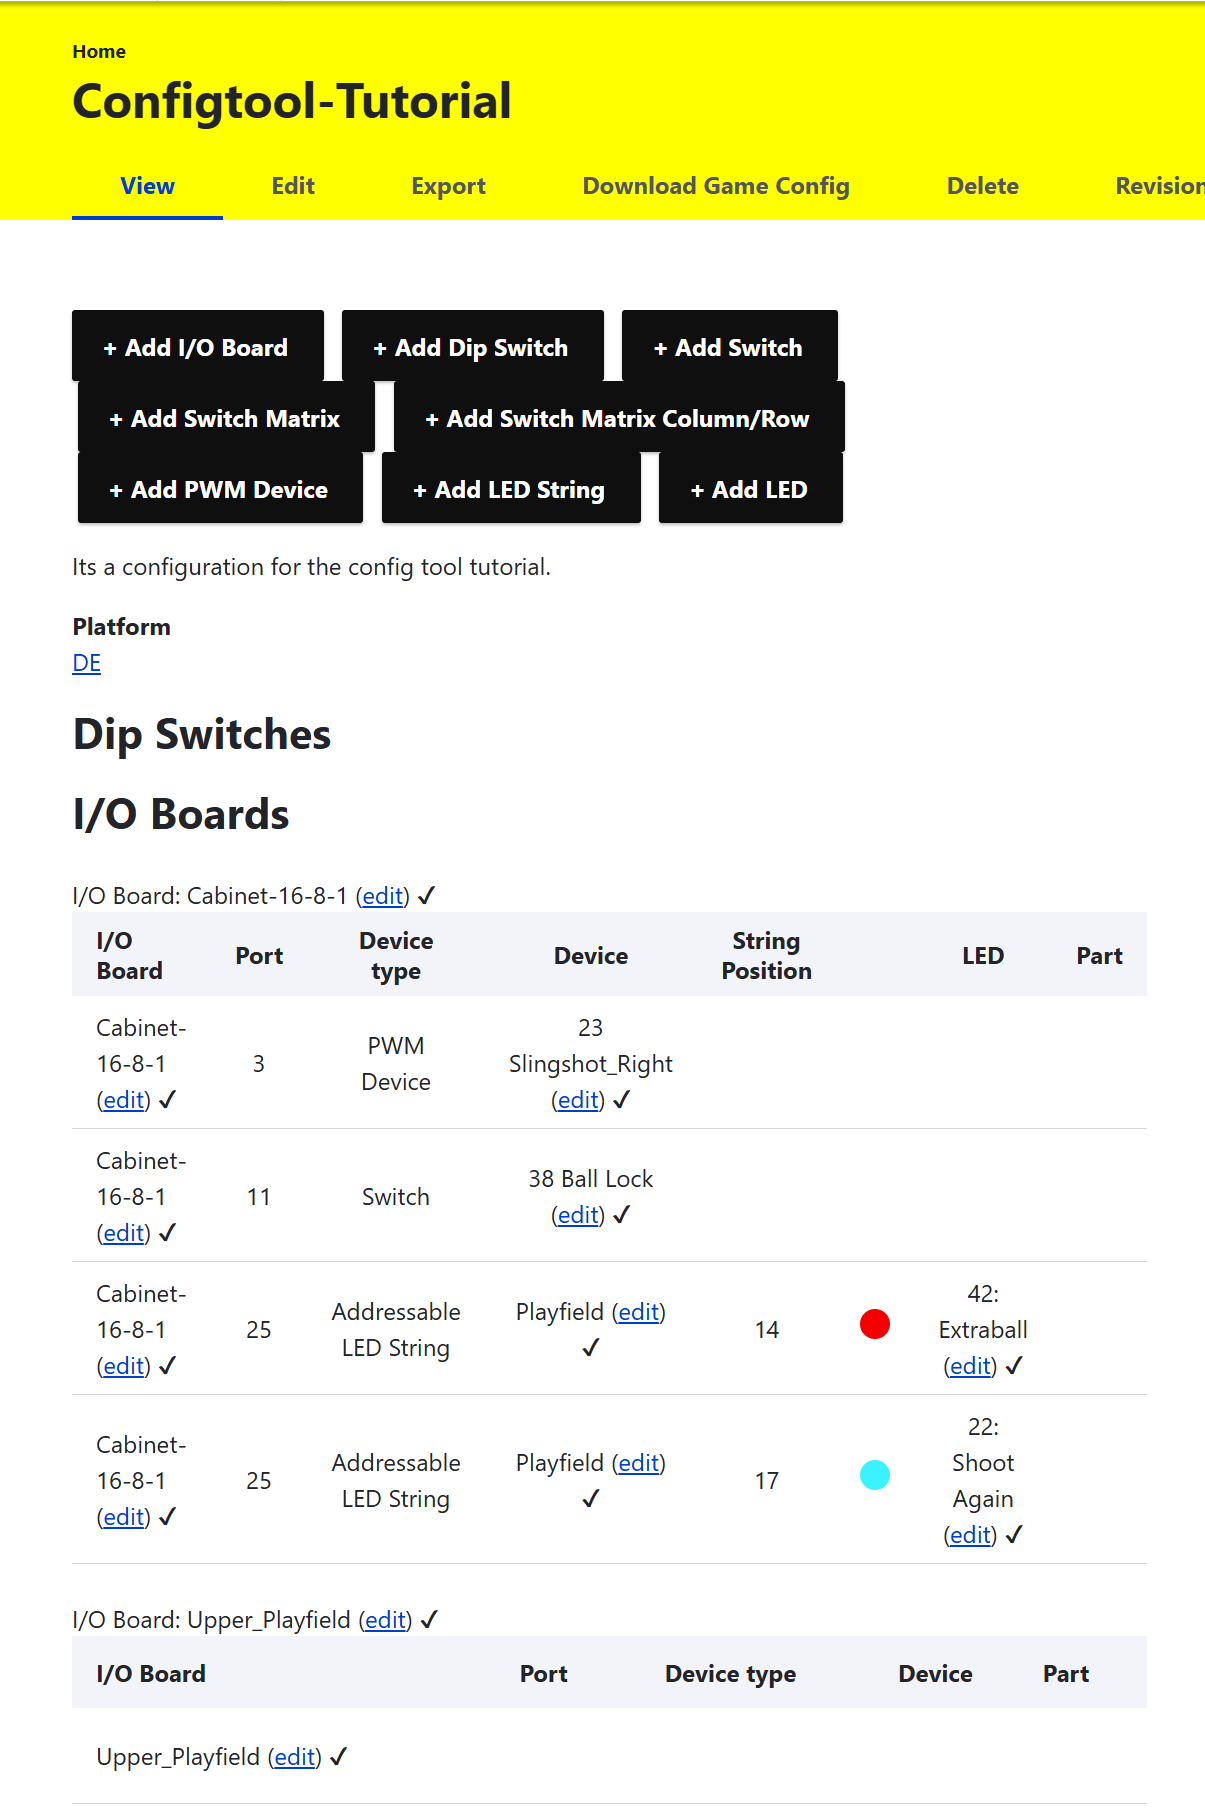 Home
Configtool-Tutorial
View Edit Export Download Game Config Delete Revision
+ Add I/O Board + Add Dip Switch + Add Switch
+ Add Switch Matrix + Add Switch Matrix Column/Row
+ Add PWM Device + Add LED String + Add LED
Its a configuration for the config tool tutorial.
Platform
DE
Dip Switches
I/O Boards
I/O Board: Cabinet-16-8-1 (edit) ✓
I/O Board Port Device type Device String Position LED Part
Cabinet-16-8-1 (edit) ✓ 3 PWM Device 23 Slingshot_Right (edit) ✓
Cabinet-16-8-1 (edit) ✓ 11 Switch 38 Ball Lock (edit) ✓
Cabinet-16-8-1 (edit) ✓ 25 Addressable LED String Playfield (edit) ✓ 14 42: Extraball (edit) ✓
Cabinet-16-8-1 (edit) ✓ 25 Addressable LED String Playfield (edit) ✓ 17 22: Shoot Again (edit) ✓
I/O Board: Upper_Playfield (edit) ✓
I/O Board Port Device type Device Part
Upper_Playfield (edit) ✓